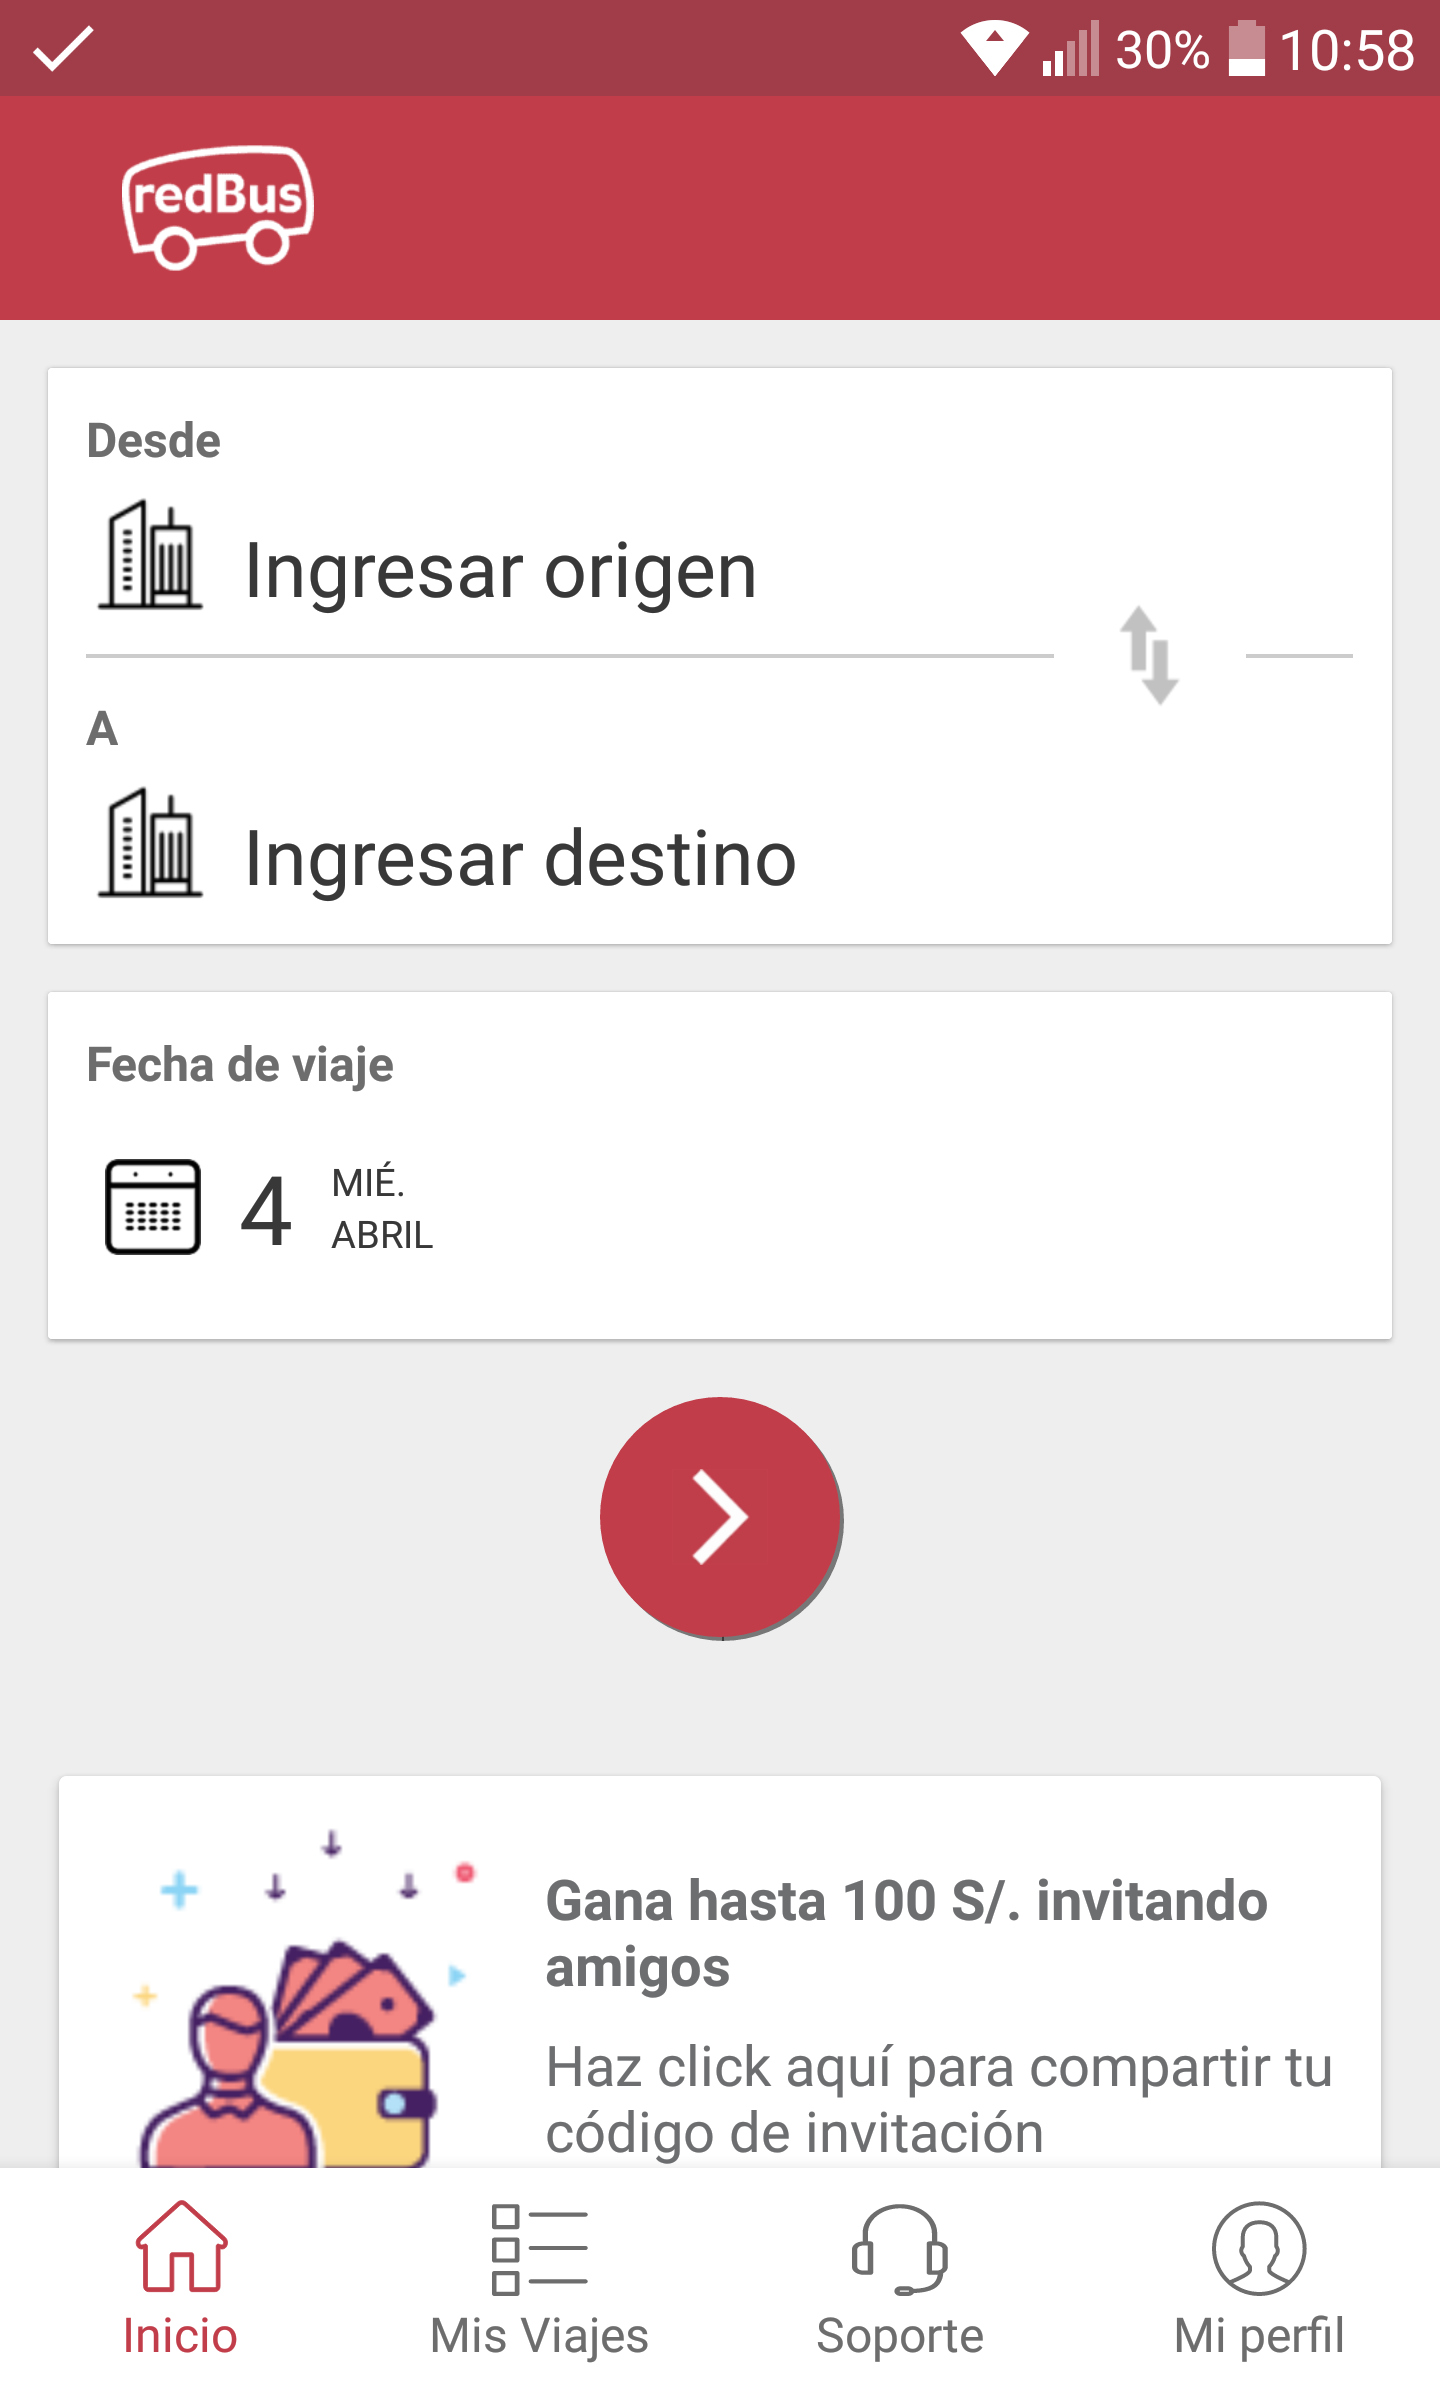 30% 10:58
redBus
Desde
Ingresar origen
A
Ingresar destino
Fecha de viaje
4 MIÉ.
ABRIL
Gana hasta 100 S/. invitando
amigos
Haz click aquí para compartir tu
código de invitación
Inicio Mis Viajes Soporte Mi perfil